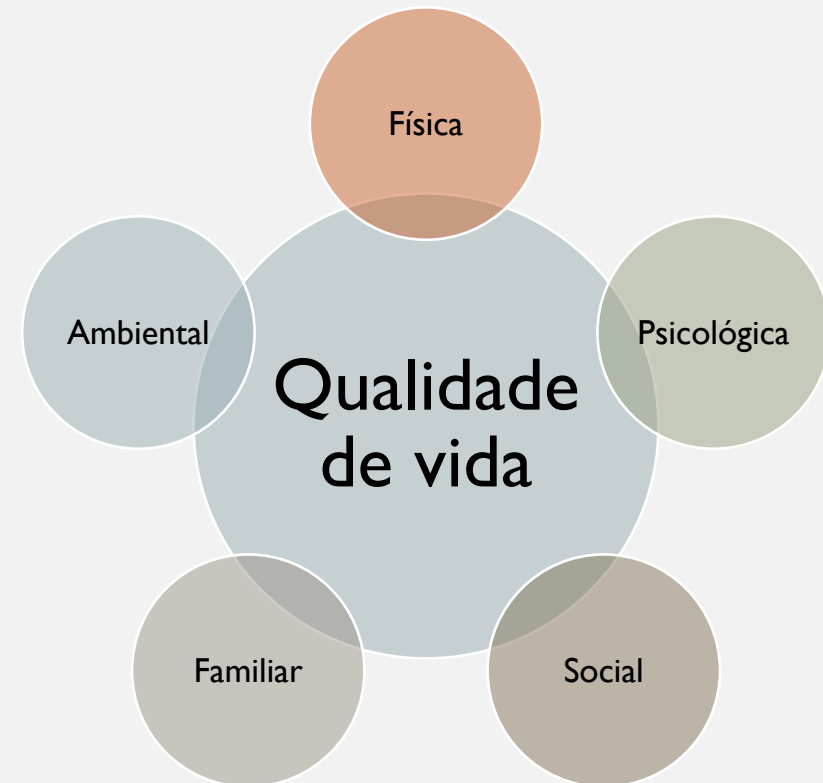 Física
Ambiental
Psicológica
Qualidade
de vida
Familiar
Social